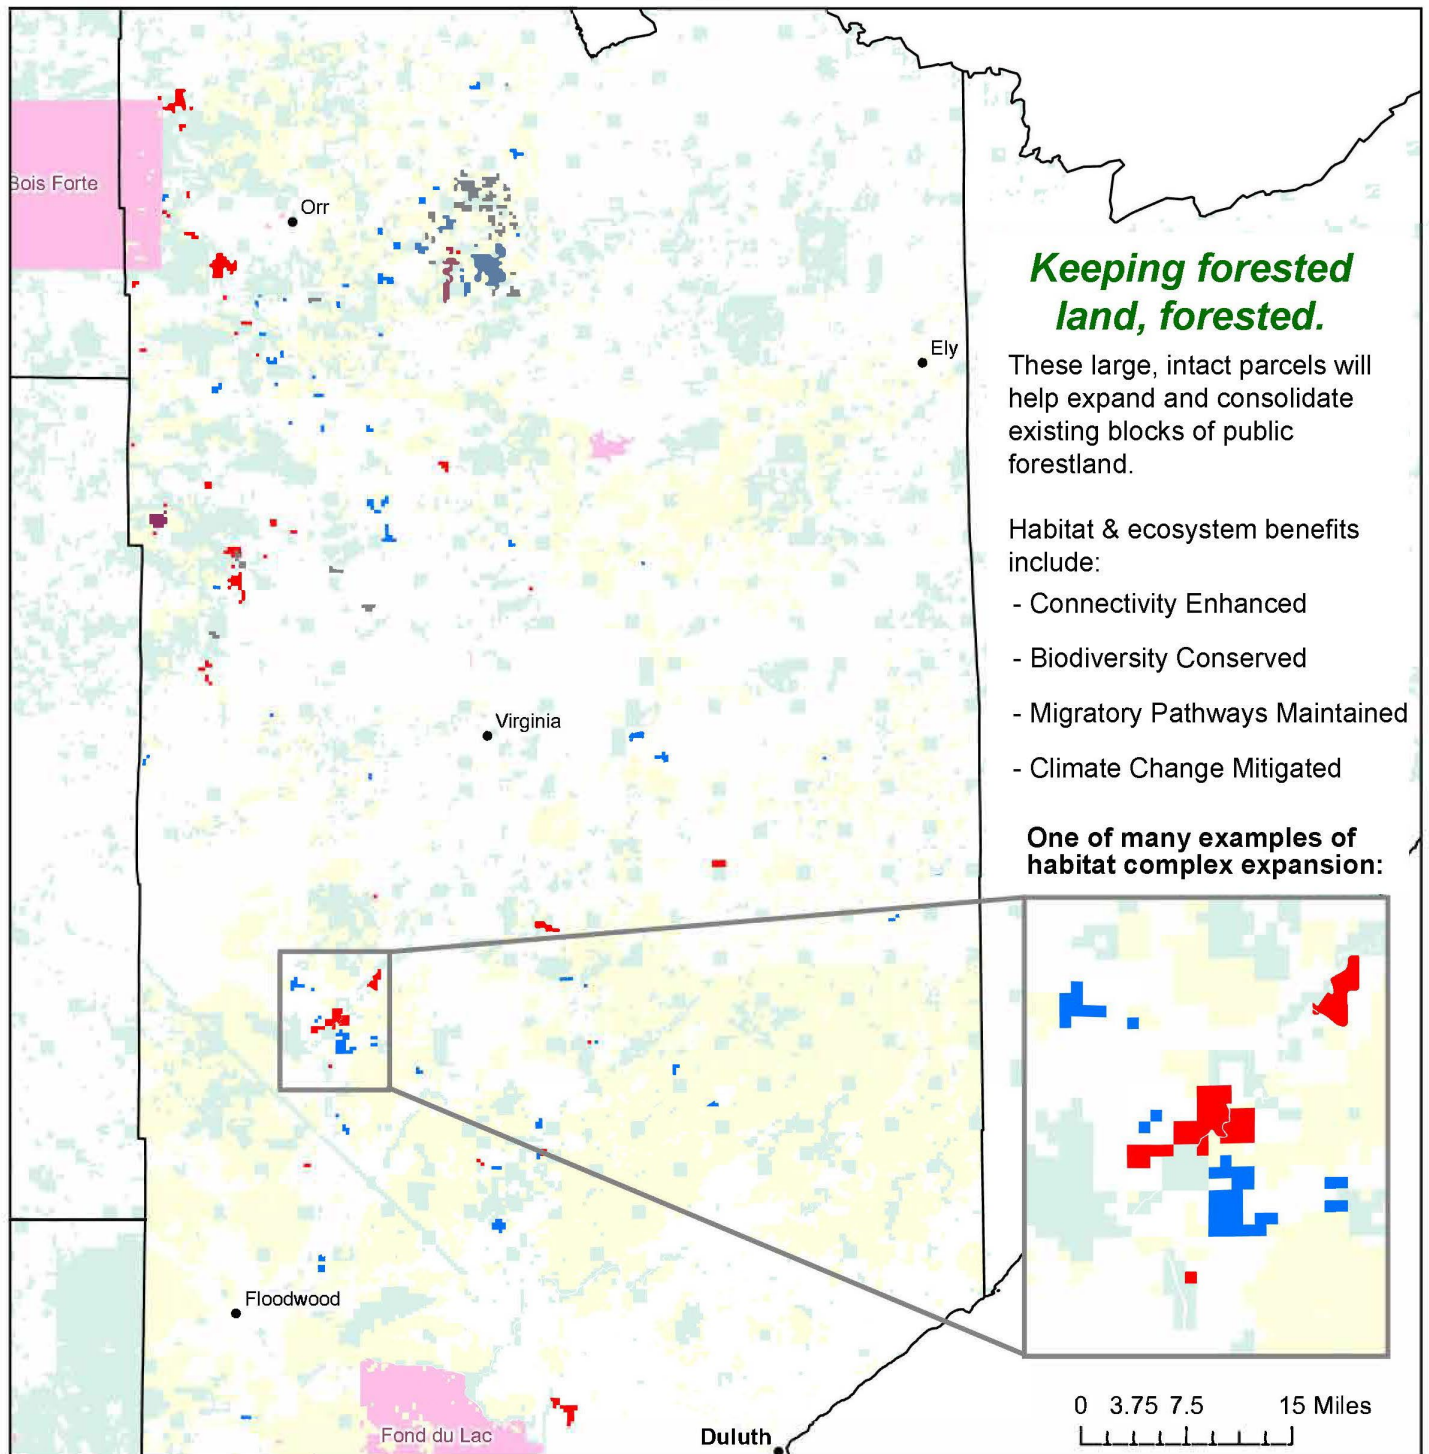 Bois Forte
Orr
Ely
Keeping forested
land, forested.
These large, intact parcels will
help expand and consolidate
existing blocks of public
forestland.
Habitat & ecosystem benefits
include:
- Connectivity Enhanced
- Biodiversity Conserved
- Migratory Pathways Maintained
- Climate Change Mitigated
Virginia
One of many examples of
habitat complex expansion:
Floodwood
Fond du Lac
Duluth
0 3.75 7.5 15 Miles